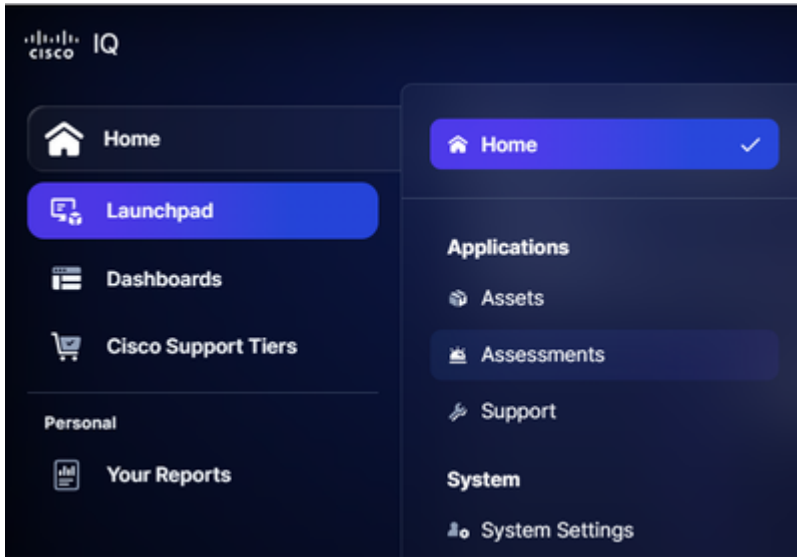 cisco IQ
Home
Launchpad
Dashboards
Cisco Support Tiers
Personal
Your Reports
Home
Applications
Assets
Assessments
Support
System
System Settings